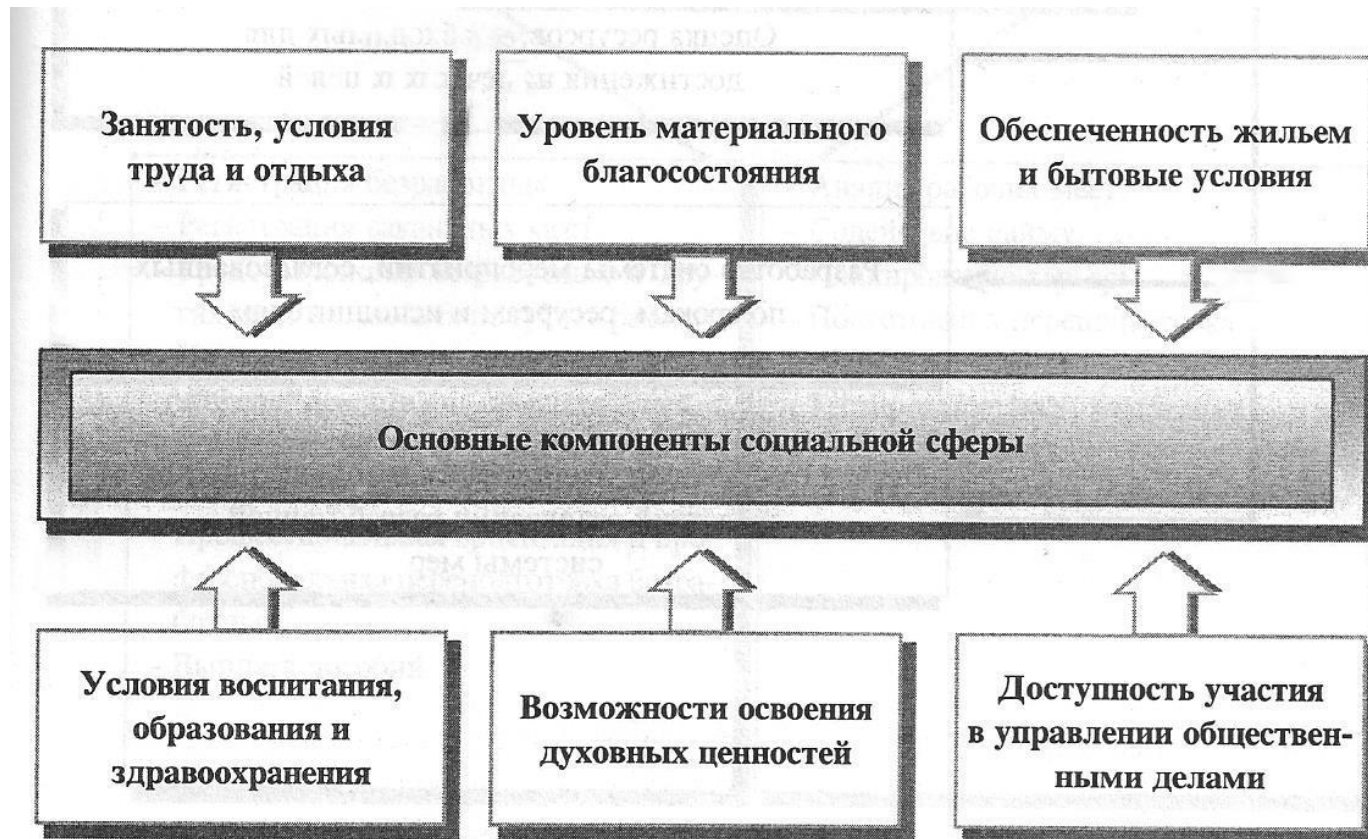 Занятость, условия
труда и отдыха
Уровень материального
благосостояния
Обеспеченность жильем
и бытовые условия
Основные компоненты социальной сферы
Условия воспитания,
образования и
здравоохранения
Возможности освоения
духовных ценностей
Доступность участия
в управлении обществен-
ными делами